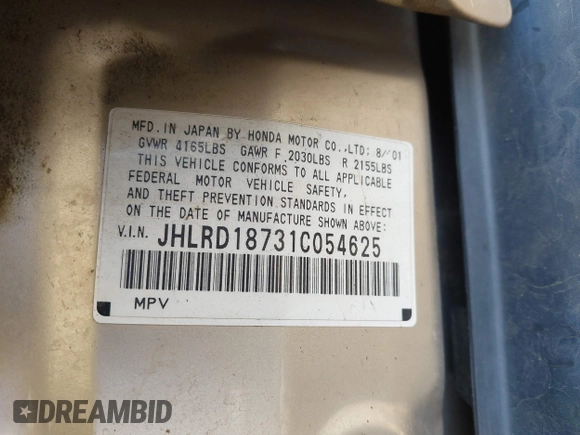 MFD. IN JAPAN BY HONDA MOTOR CO., LTD; 8/'01
GVWR 4165LBS GAWR F 2030LBS R 2155LBS
THIS VEHICLE CONFORMS TO ALL APPLICABLE
FEDERAL MOTOR VEHICLE SAFETY,
AND THEFT PREVENTION STANDARDS IN EFFECT
ON THE DATE OF MANUFACTURE SHOWN ABOVE:
V.I.N. JHLRD18731C054625
MPV
DREAMBID